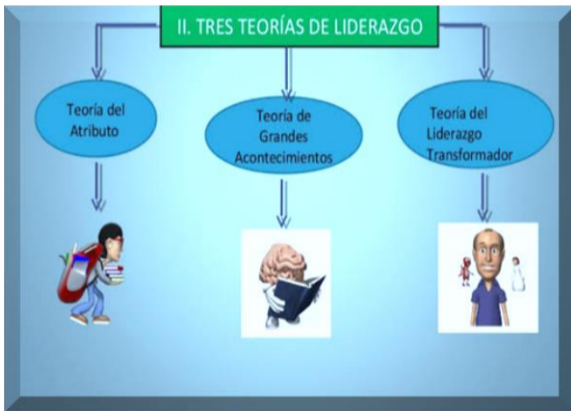 II. TRES TEORÍAS DE LIDERAZGO
Teoría del
Atributo
Teoría de
Grandes
Acontecimientos
Teoría del
Liderazgo
Transformador